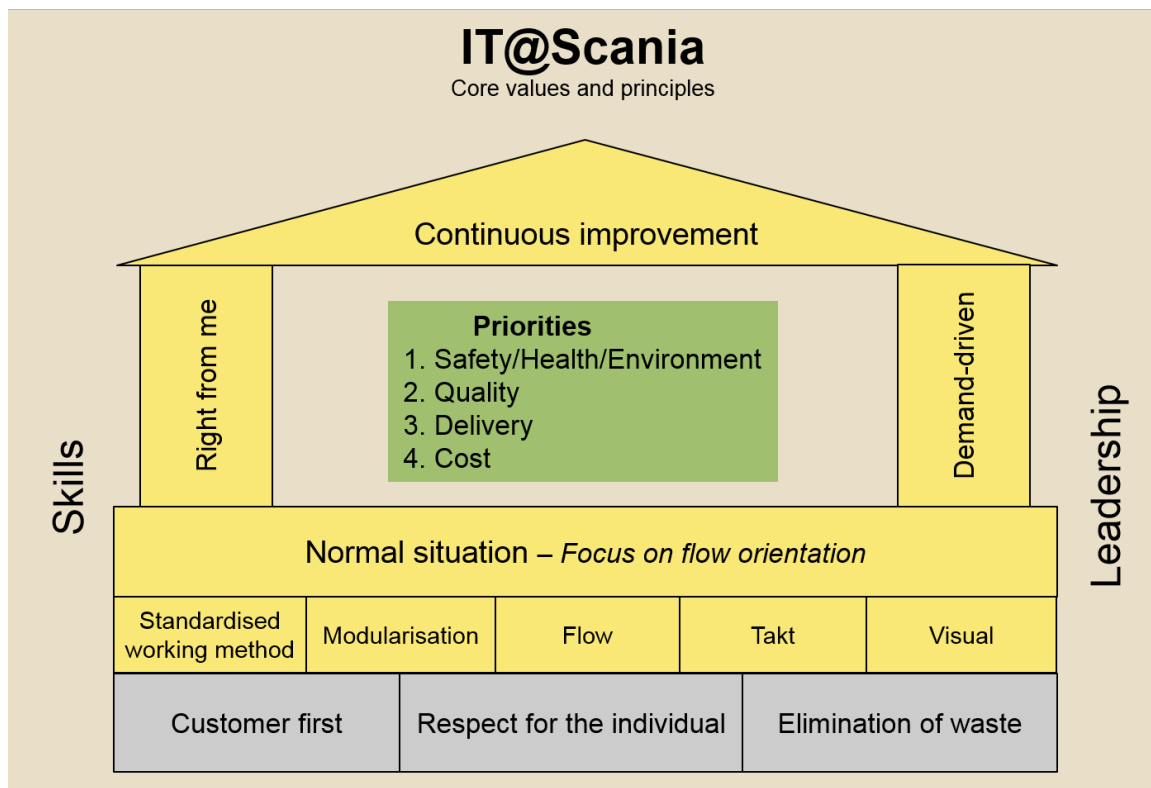 IT@Scania
Core values and principles
Continuous improvement
Right from me
Priorities
1. Safety/Health/Environment
2. Quality
3. Delivery
4. Cost
Demand-driven
Skills
Leadership
Normal situation – Focus on flow orientation
Standardised
working method
Modularisation
Flow
Takt
Visual
Customer first
Respect for the individual
Elimination of waste